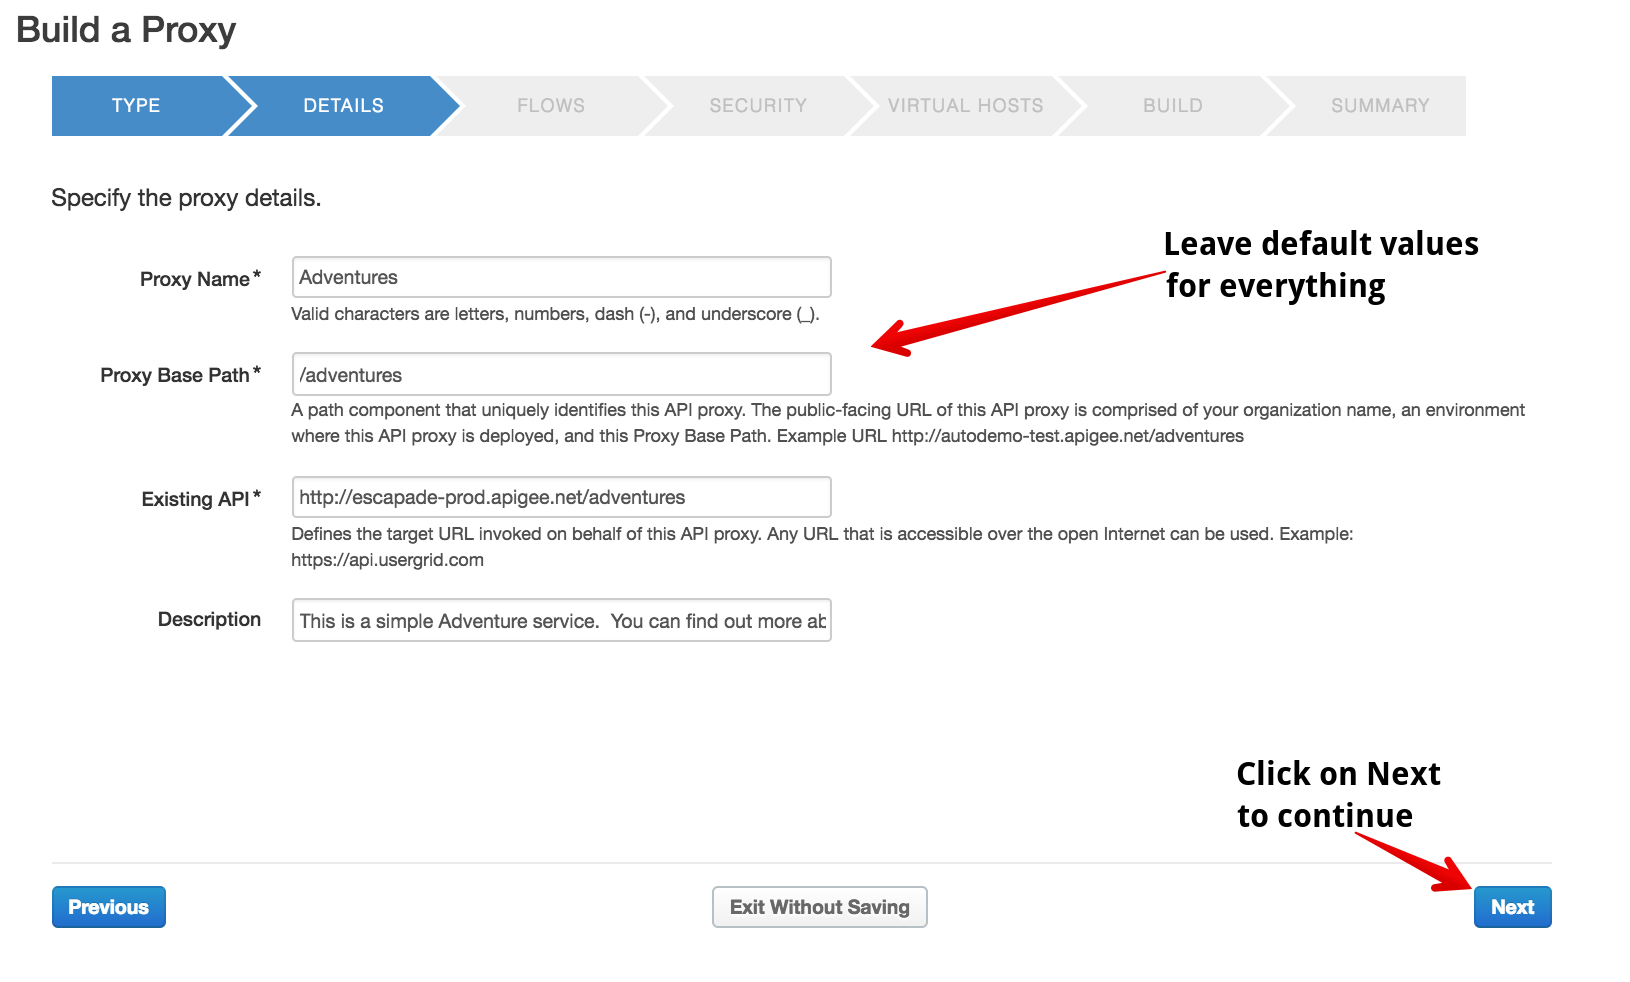 Build a Proxy
TYPE
DETAILS
FLOWS
SECURITY
VIRTUAL HOSTS
BUILD
SUMMARY
Specify the proxy details.
Leave default values
for everything
Proxy Name*
Adventures
Valid characters are letters, numbers, dash (-), and underscore (_).
Proxy Base Path*
/adventures
A path component that uniquely identifies this API proxy. The public-facing URL of this API proxy is comprised of your organization name, an environment
where this API proxy is deployed, and this Proxy Base Path. Example URL http://autodemo-test.apigee.net/adventures
Existing API*
http://escapade-prod.apigee.net/adventures
Defines the target URL invoked on behalf of this API proxy. Any URL that is accessible over the open Internet can be used. Example:
https://api.usergrid.com
Description
This is a simple Adventure service.  You can find out more ab
Click on Next
to continue
Previous
Exit Without Saving
Next